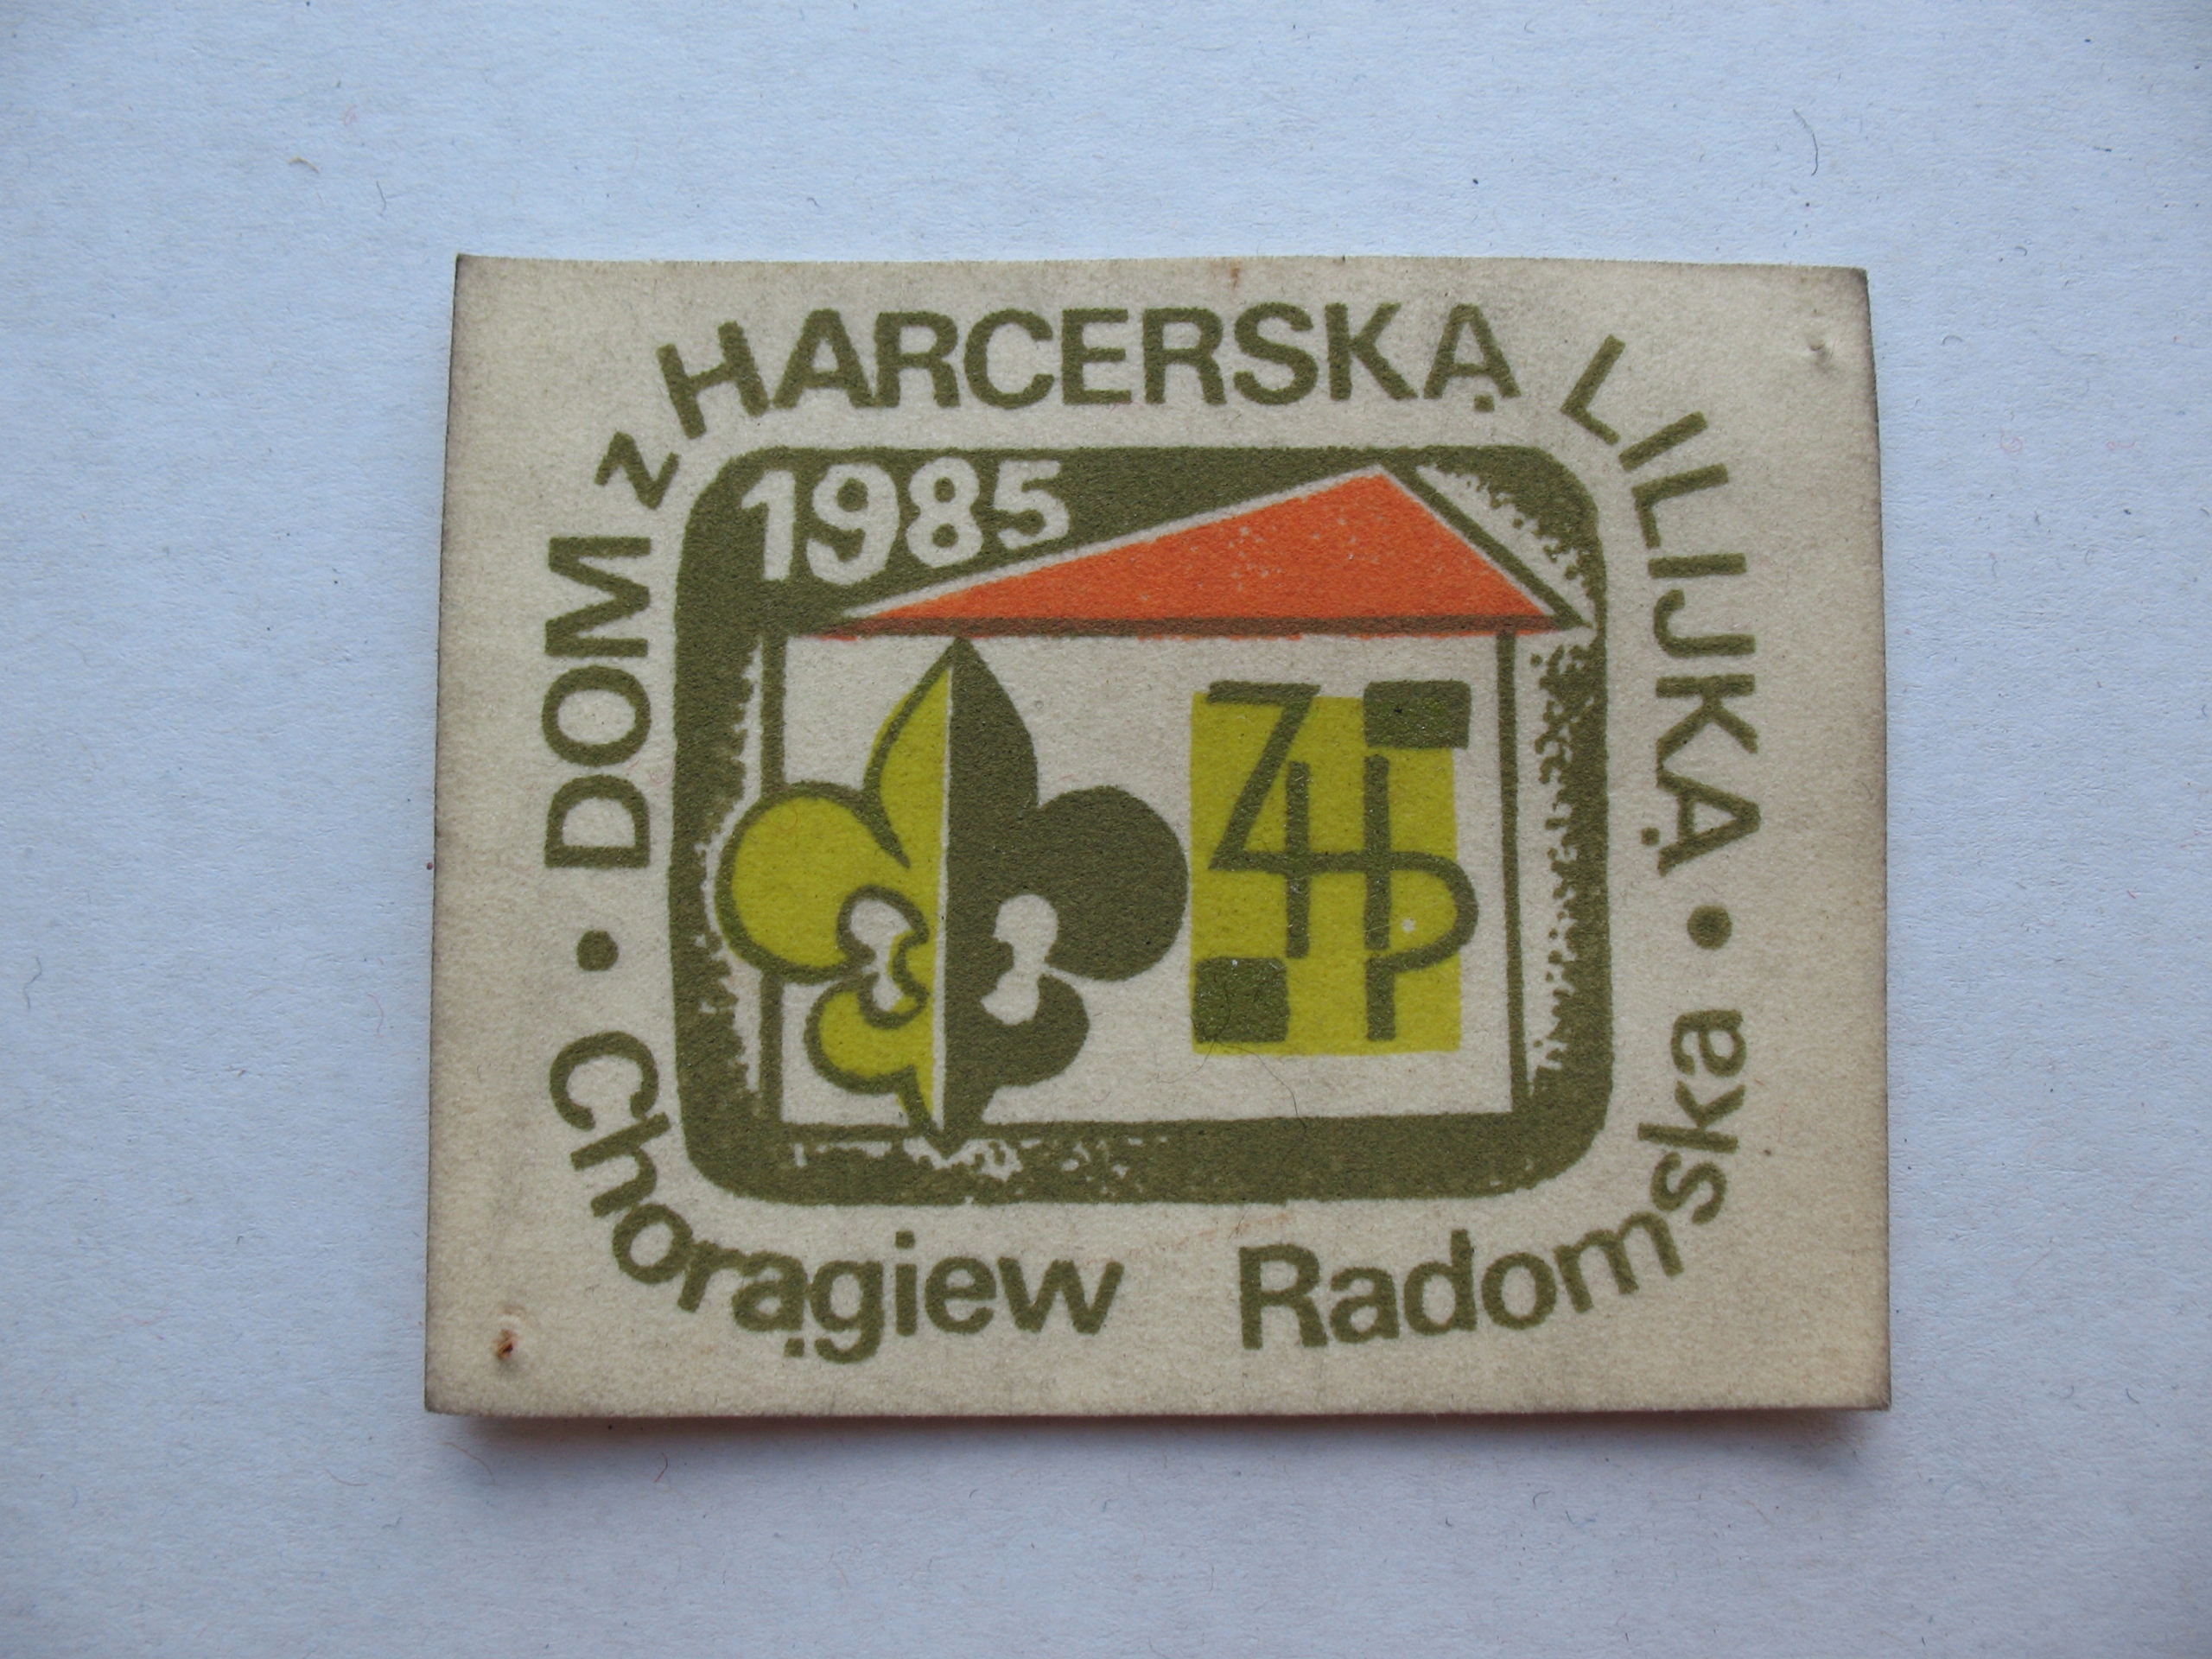 DOM z HARCERSKĄ LILIJKĄ
1985
ZHP
Chorągiew Radomska